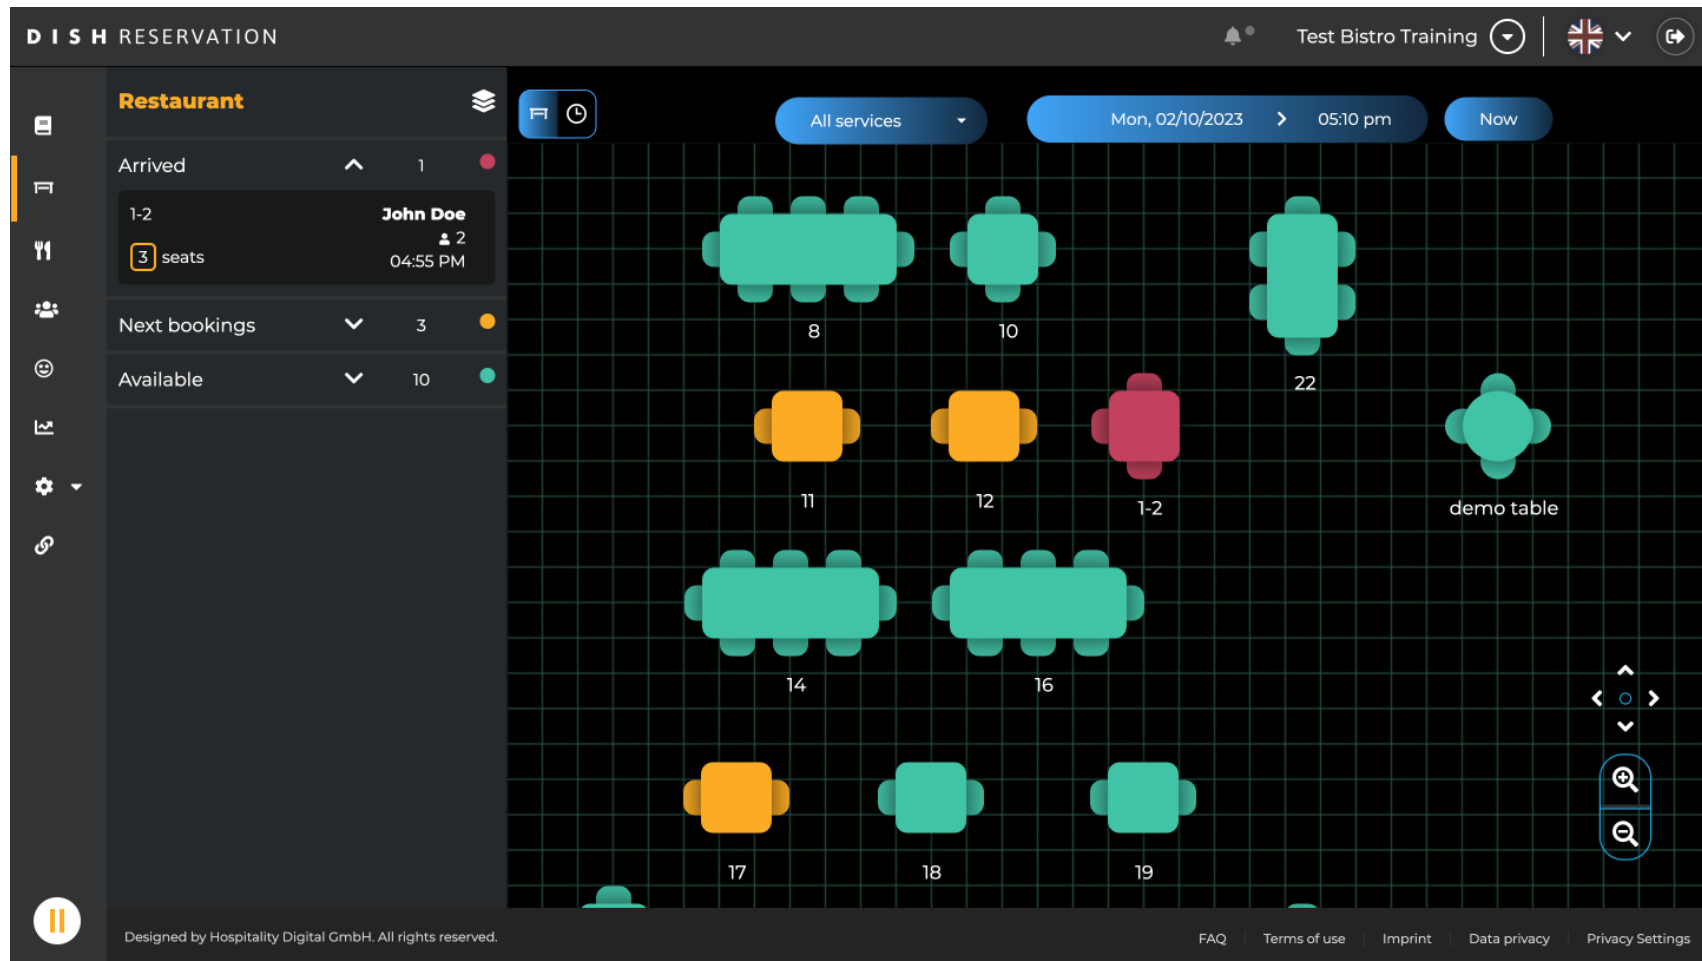 DISH RESERVATION
Test Bistro Training
Restaurant
All services
Mon, 02/10/2023
05:10 pm
Now
Arrived
1
1-2
John Doe
2
3 seats
04:55 PM
Next bookings
3
Available
10
8
10
22
11
12
1-2
demo table
14
16
17
18
19
Designed by Hospitality Digital GmbH. All rights reserved.
FAQ
Terms of use
Imprint
Data privacy
Privacy Settings